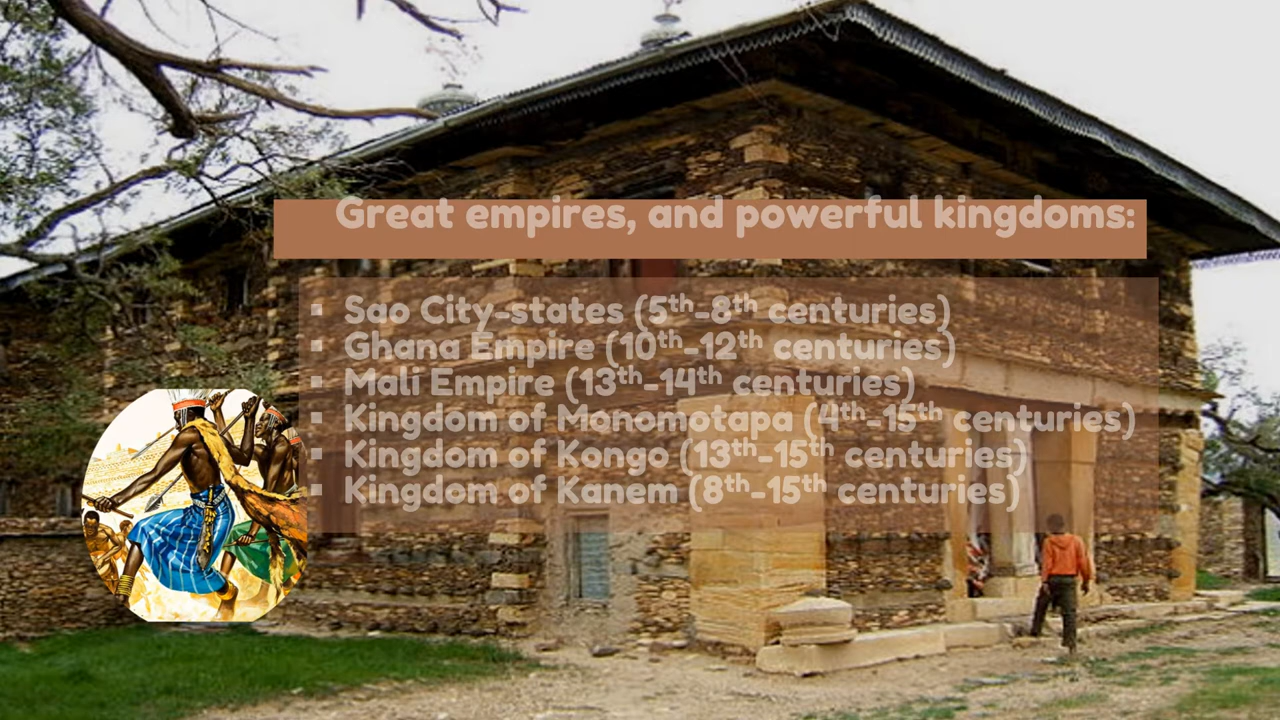 Great empires, and powerful kingdoms:
▪ Sao City-states (5th-8th centuries)
▪ Ghana Empire (10th-12th centuries)
▪ Mali Empire (13th-14th centuries)
▪ Kingdom of Monomotapa (4th-15th centuries)
▪ Kingdom of Kongo (13th-15th centuries)
▪ Kingdom of Kanem (8th-15th centuries)